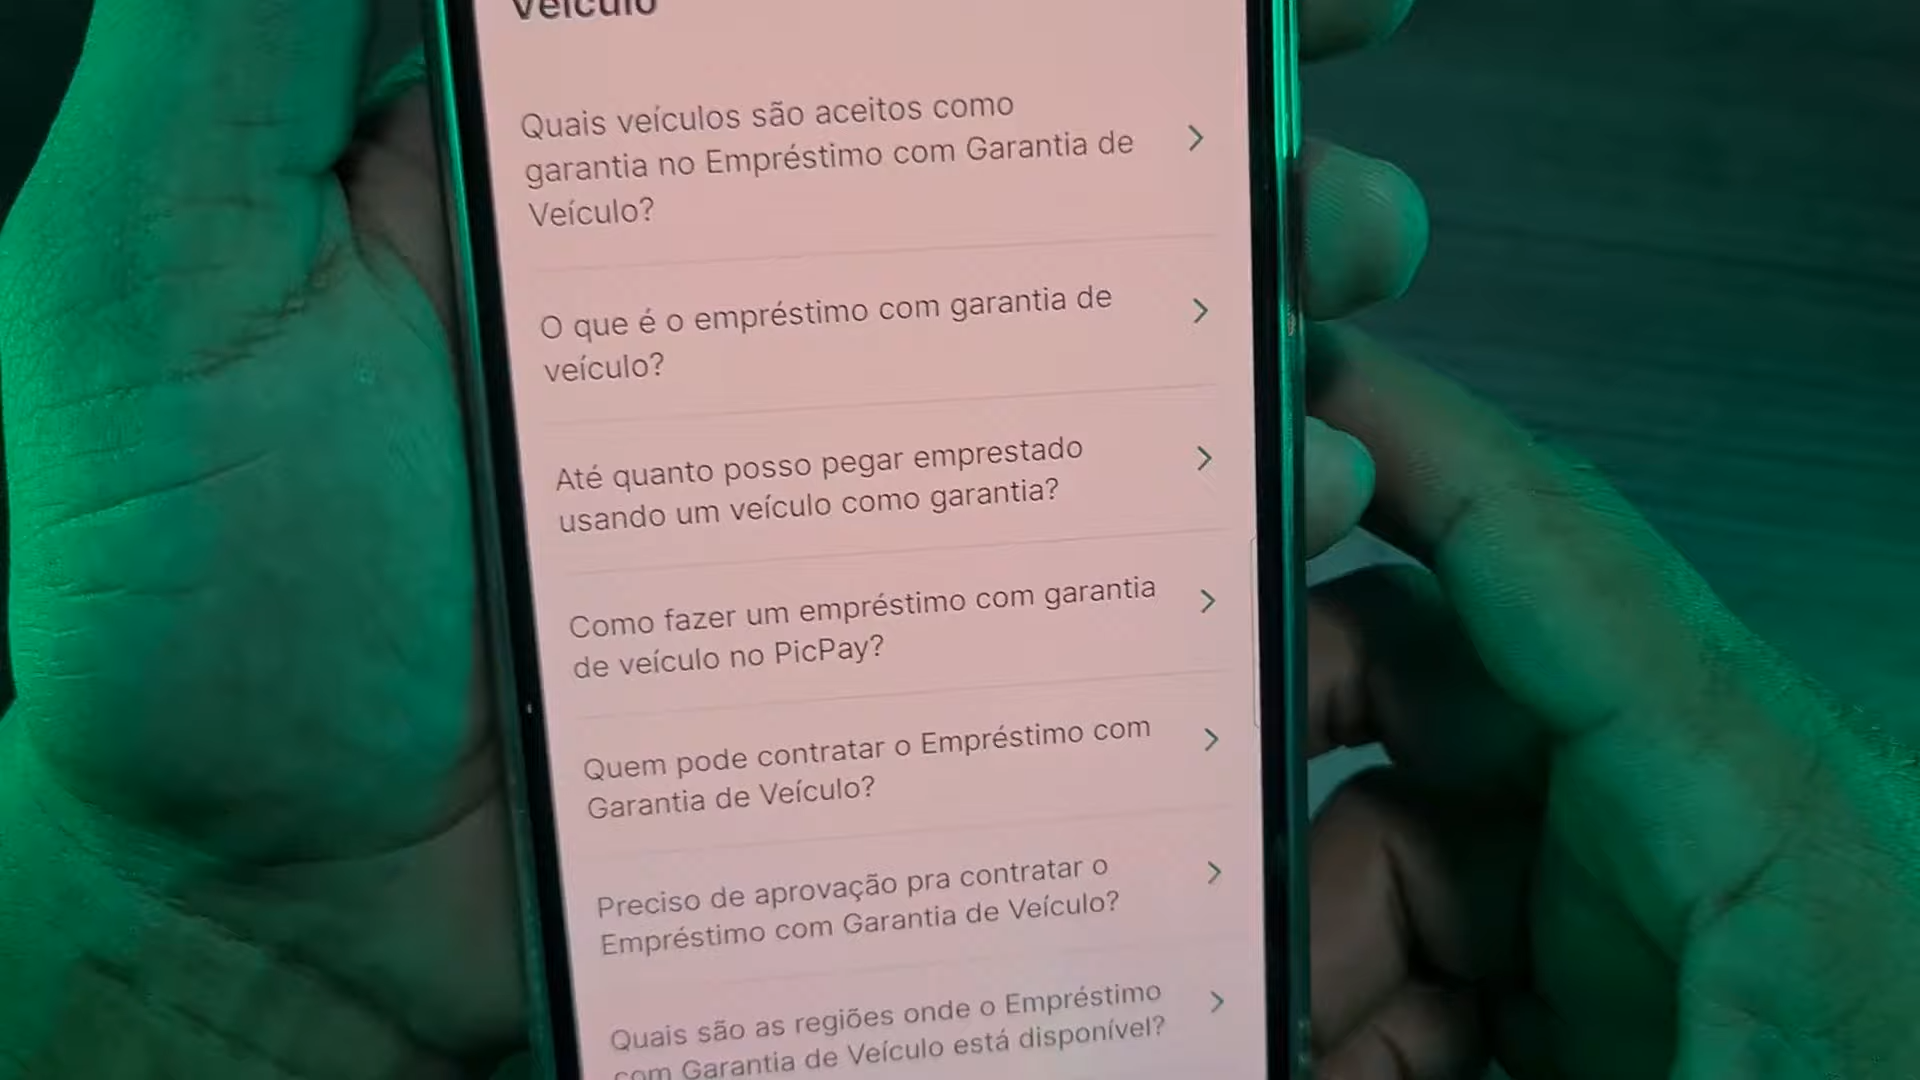 Veículo
Quais veículos são aceitos como
garantia no Empréstimo com Garantia de
Veículo?
O que é o empréstimo com garantia de
veículo?
Até quanto posso pegar emprestado
usando um veículo como garantia?
Como fazer um empréstimo com garantia
de veículo no PicPay?
Quem pode contratar o Empréstimo com
Garantia de Veículo?
Preciso de aprovação pra contratar o
Empréstimo com Garantia de Veículo?
Quais são as regiões onde o Empréstimo
com Garantia de Veículo está disponível?